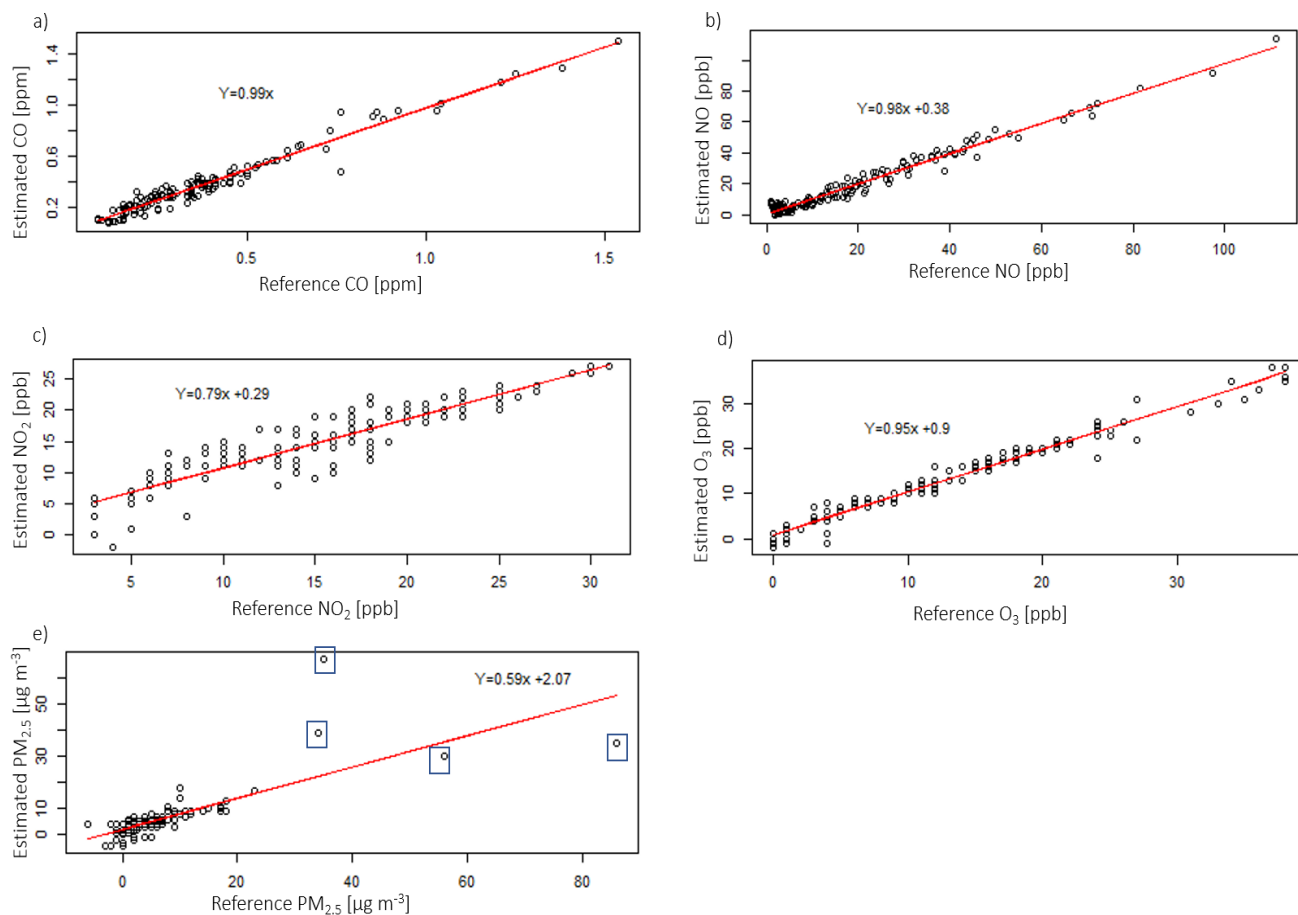 a)
Estimated CO [ppm]
0.2 0.6 1.0 1.4
Y=0.99x
0.5 1.0 1.5
Reference CO [ppm]
b)
Estimated NO [ppb]
0 20 40 60 80
Y=0.98x +0.38
0 20 40 60 80 100
Reference NO [ppb]
c)
Estimated NO₂ [ppb]
0 5 10 15 20 25
Y=0.79x +0.29
5 10 15 20 25 30
Reference NO₂ [ppb]
d)
Estimated O₃ [ppb]
0 10 20 30
Y=0.95x +0.9
0 10 20 30
Reference O₃ [ppb]
e)
Estimated PM₂.₅ [µg m⁻³]
0 10 30 50
Y=0.59x +2.07
0 20 40 60 80
Reference PM₂.₅ [µg m⁻³]